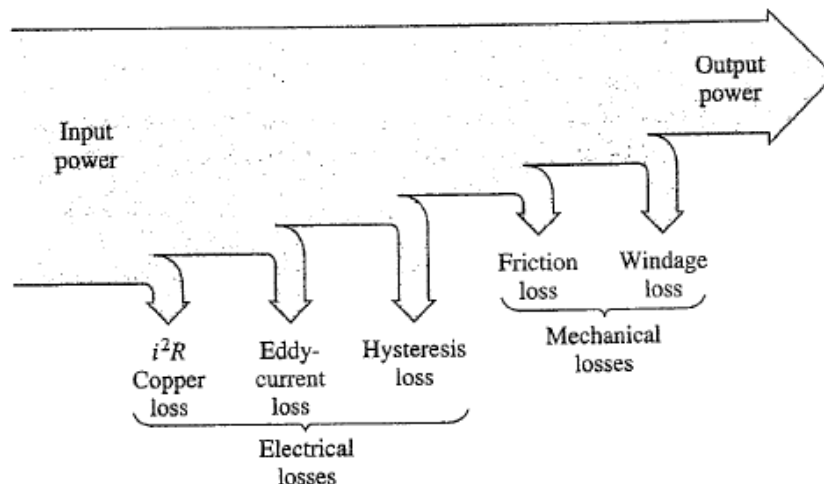 Input
power
Output
power
i²R
Copper
loss
Eddy-
current
loss
Hysteresis
loss
Friction
loss
Windage
loss
Electrical
losses
Mechanical
losses